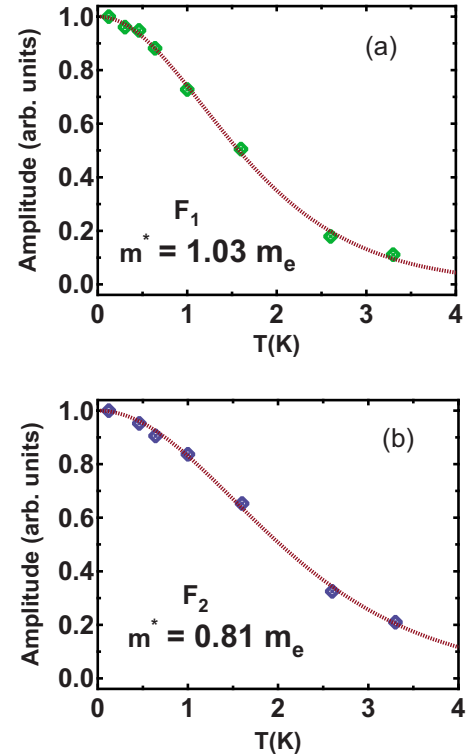 (a)
Amplitude (arb. units)
1.0
0.8
0.6
0.4
0.2
0.0
F1
m* = 1.03 me
0 1 2 3 4
T(K)
(b)
Amplitude (arb. units)
1.0
0.8
0.6
0.4
0.2
0.0
F2
m* = 0.81 me
0 1 2 3 4
T(K)